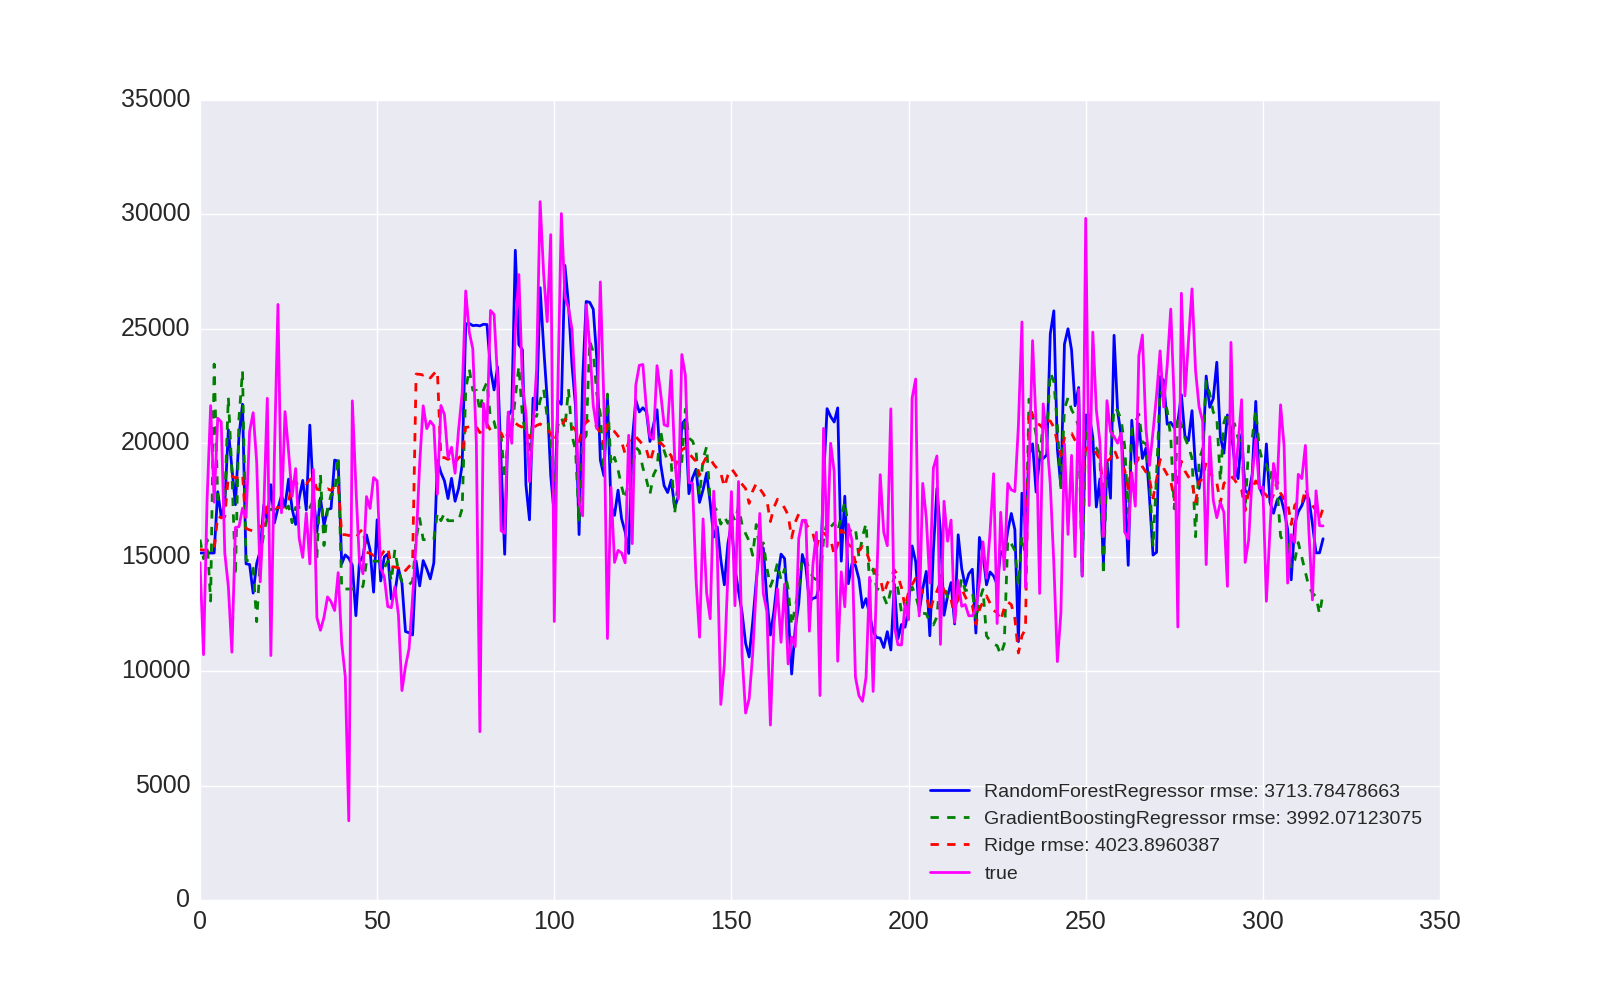 35000
30000
25000
20000
15000
10000
5000
0
0 50 100 150 200 250 300 350
RandomForestRegressor rmse: 3713.78478663
GradientBoostingRegressor rmse: 3992.07123075
Ridge rmse: 4023.8960387
true